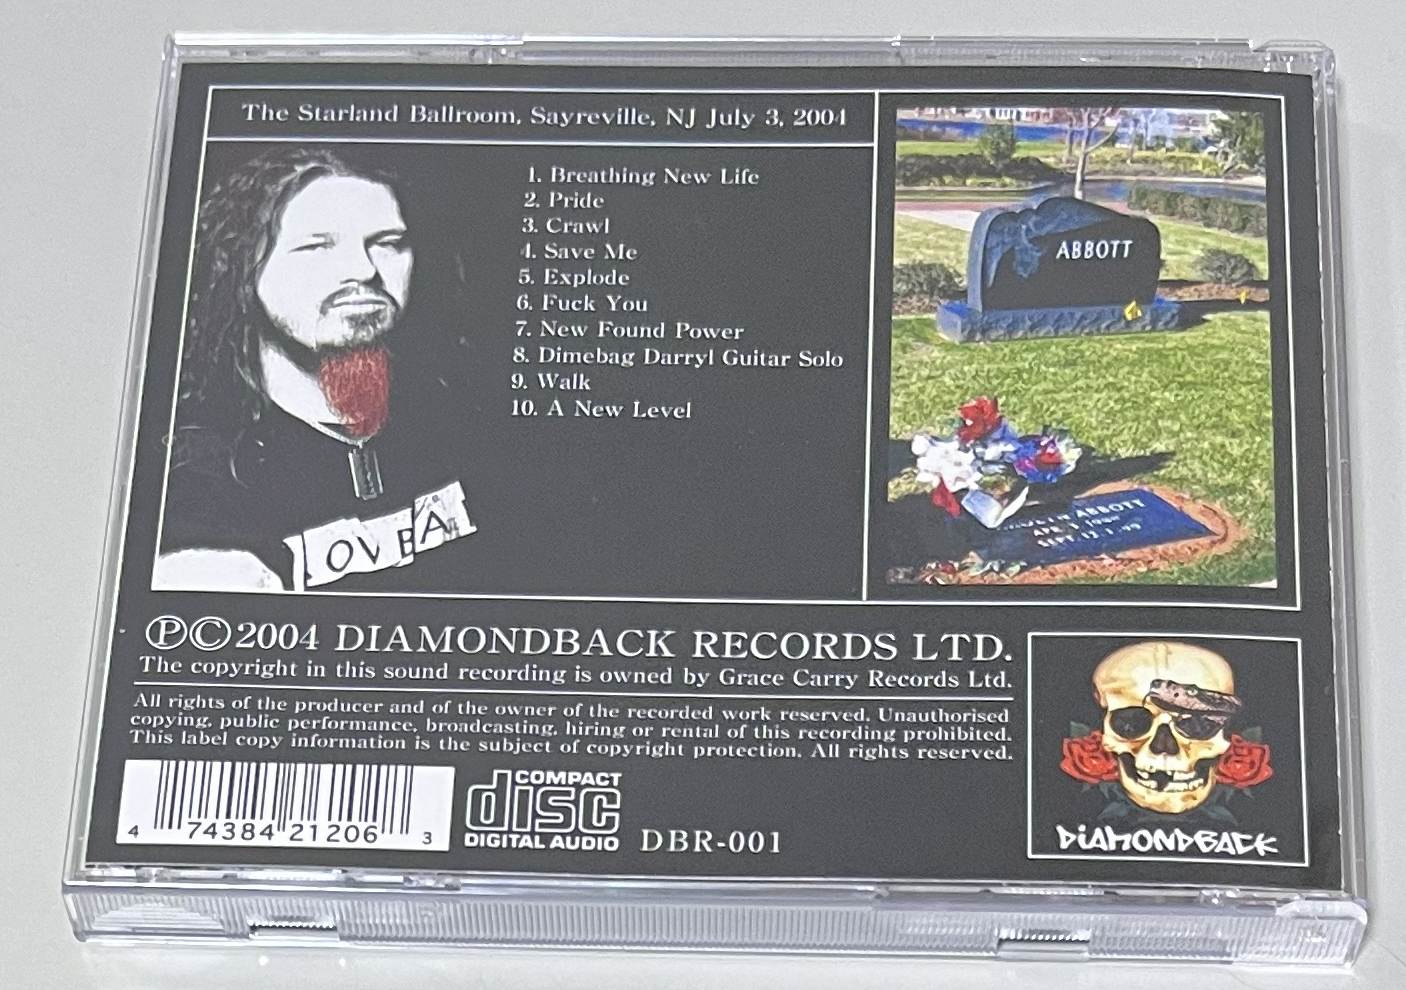 The Starland Ballroom, Sayreville, NJ July 3, 2004
1. Breathing New Life
2. Pride
3. Crawl
4. Save Me
5. Explode
6. Fuck You
7. New Found Power
8. Dimebag Darryl Guitar Solo
9. Walk
10. A New Level
ABBOTT
ABBOTT
ⓅⒸ2004 DIAMONDBACK RECORDS LTD.
The copyright in this sound recording is owned by Grace Carry Records Ltd.
All rights of the producer and of the owner of the recorded work reserved. Unauthorised
copying, public performance, broadcasting, hiring or rental of this recording prohibited.
This label copy information is the subject of copyright protection. All rights reserved.
4 74384 21206 3
COMPACT
disc
DIGITAL AUDIO
DBR-001
DIAMONDBACK